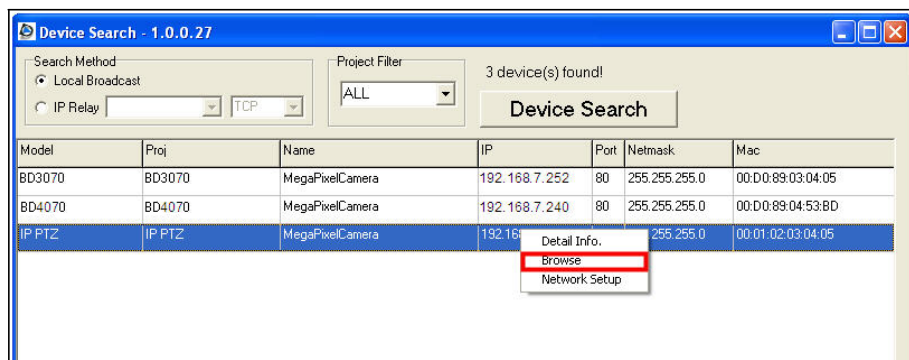 Device Search - 1.0.0.27
Search Method
Local Broadcast
IP Relay
TCP
Project Filter
ALL
3 device(s) found!
Device Search
Model Proj Name IP Port Netmask Mac
BD3070 BD3070 MegaPixelCamera 192.168.7.252 80 255.255.255.0 00:D0:89:03:04:05
BD4070 BD4070 MegaPixelCamera 192.168.7.240 80 255.255.255.0 00:D0:89:04:53:BD
IP PTZ IP PTZ MegaPixelCamera 255.255.0 00:01:02:03:04:05
Detail Info.
Browse
Network Setup